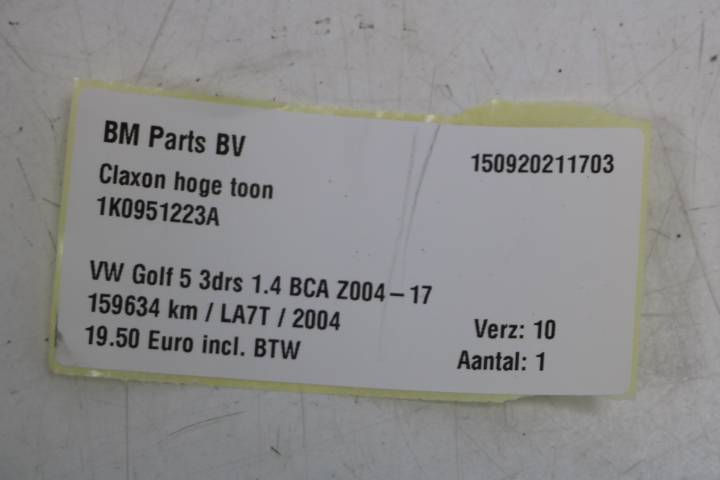 BM Parts BV
150920211703
Claxon hoge toon
1K0951223A
VW Golf 5 3drs 1.4 BCA Z004-17
159634 km / LA7T / 2004
Verz: 10
19.50 Euro incl. BTW
Aantal: 1